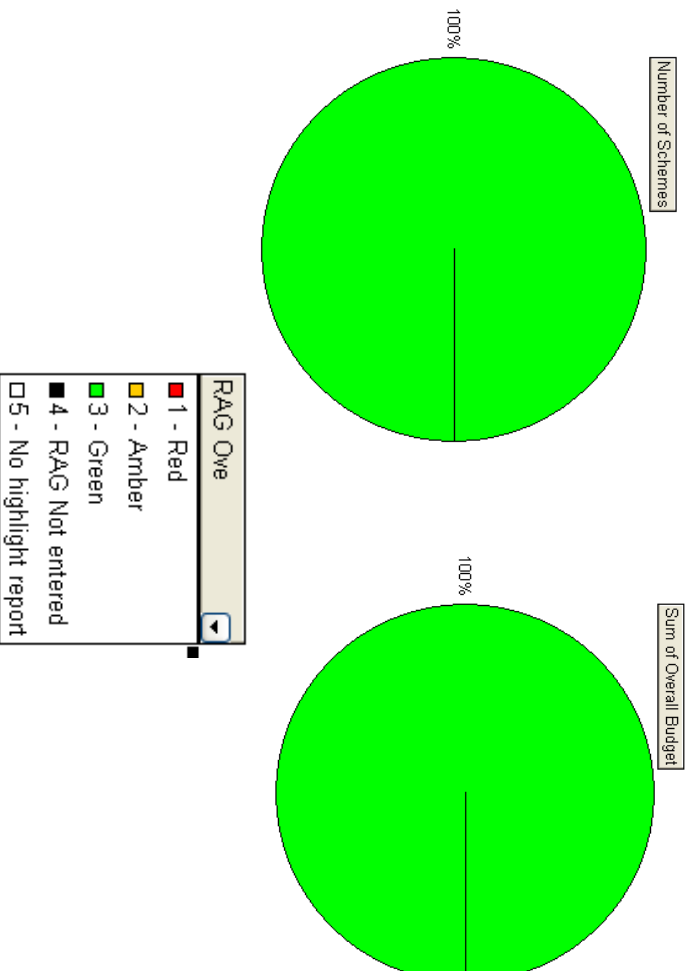 Number of Schemes
100%
Sum of Overall Budget
100%
RAG Ove
1 - Red
2 - Amber
3 - Green
4 - RAG Not entered
5 - No highlight report